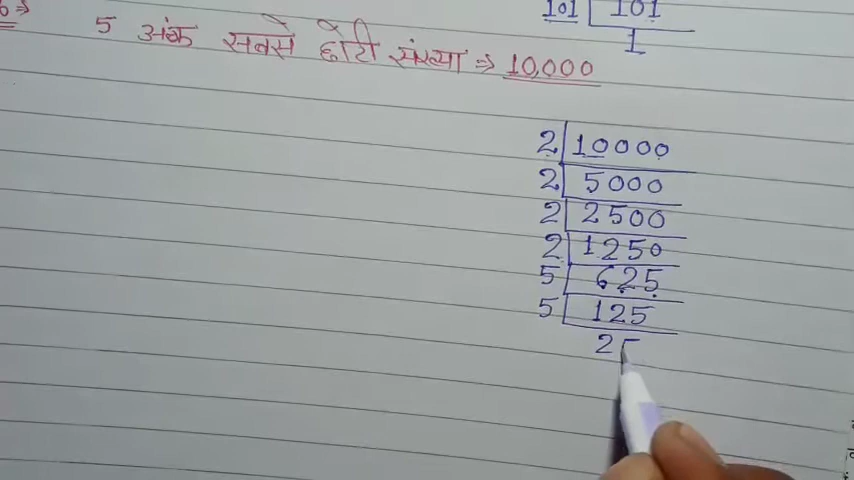 101 | 101
1
5 अंक सबसे छोटी संख्या ⇒ 10,000
2 | 10000
2 | 5000
2 | 2500
2 | 1250
5 | 625
5 | 125
25